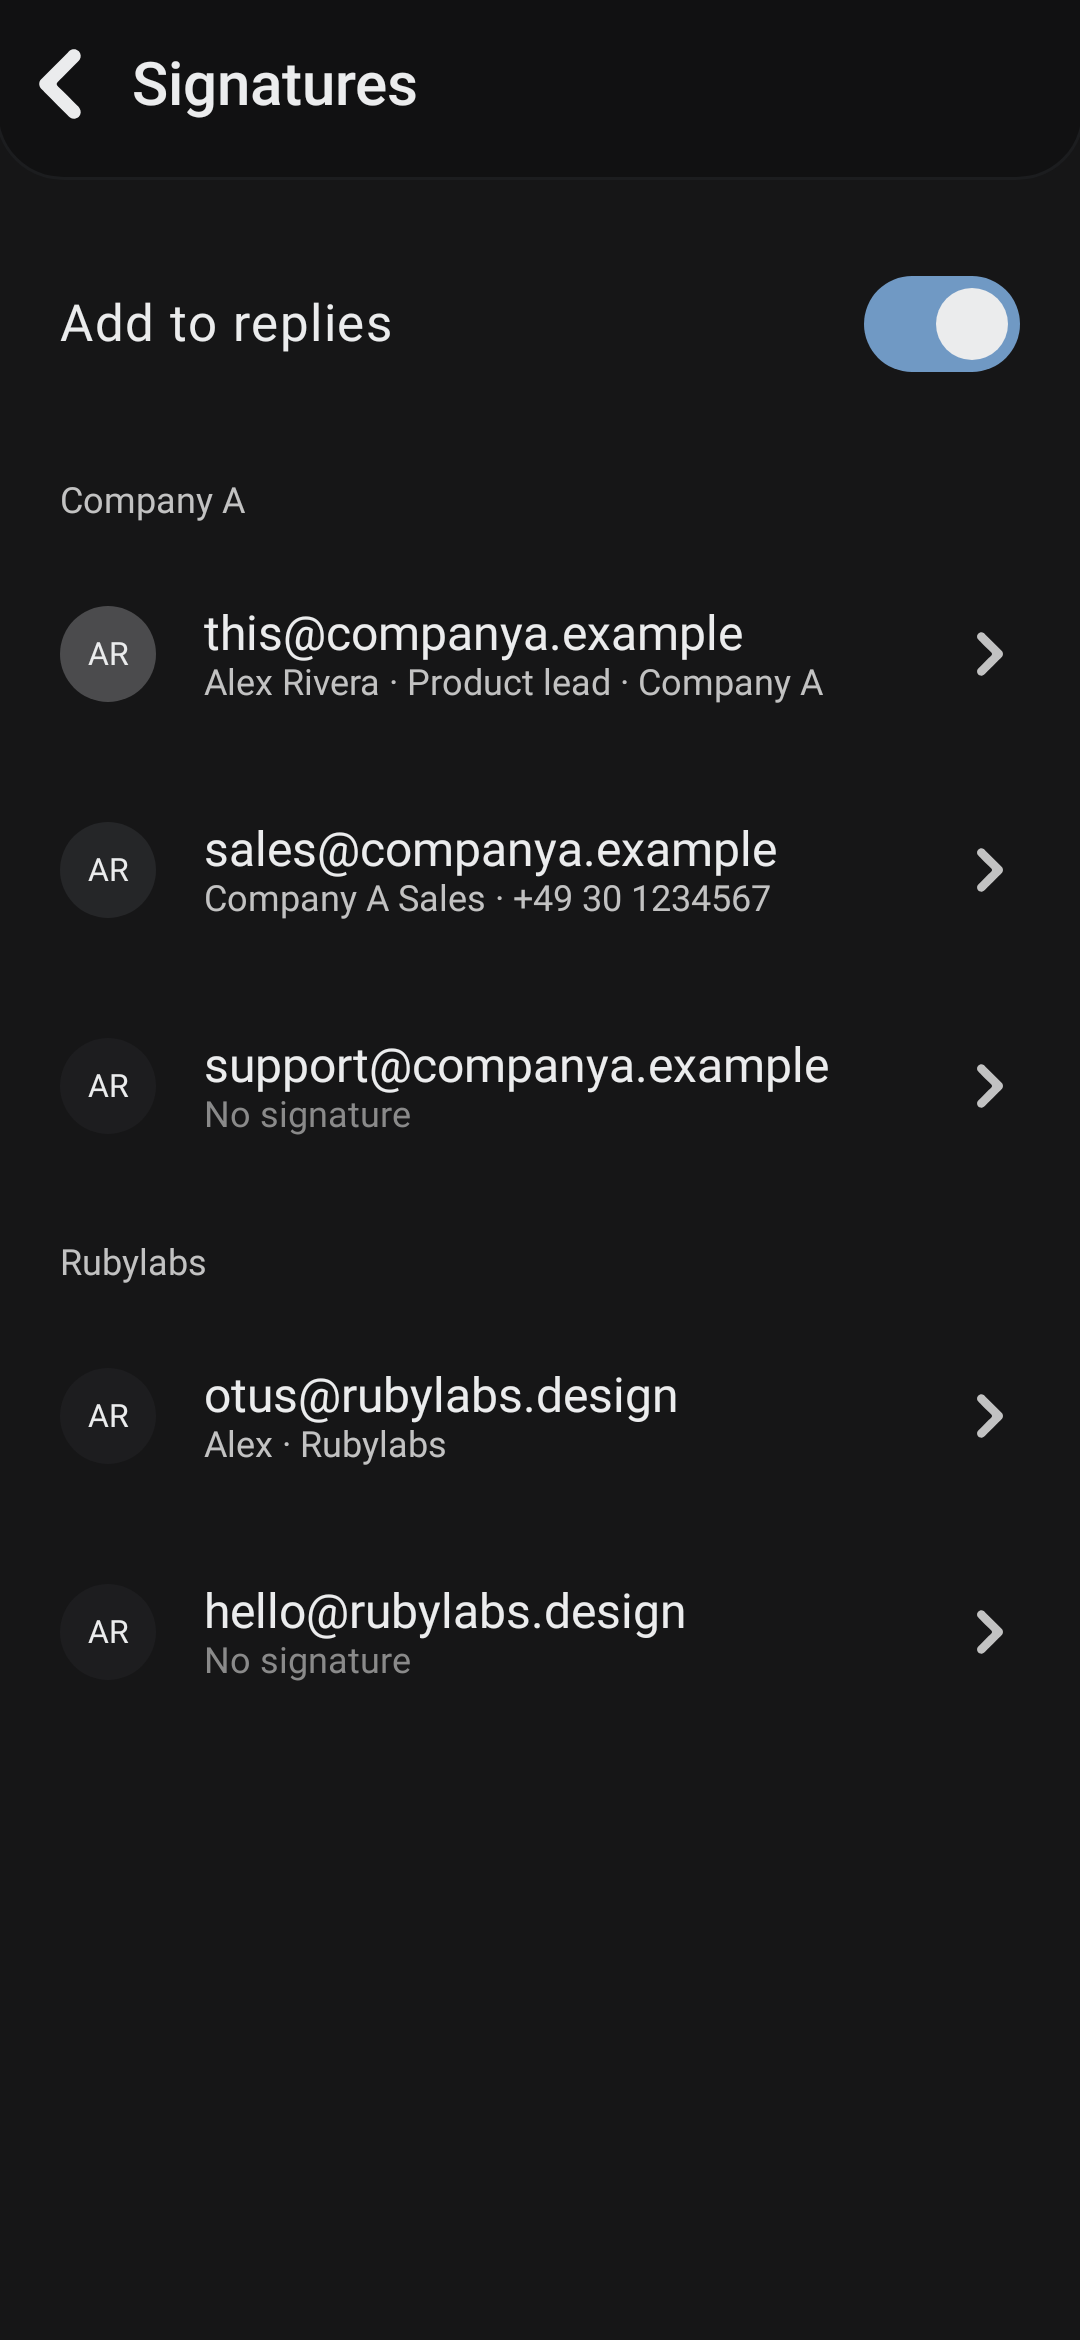 Signatures
Add to replies
Company A
AR
this@companya.example
Alex Rivera · Product lead · Company A
AR
sales@companya.example
Company A Sales · +49 30 1234567
AR
support@companya.example
No signature
Rubylabs
AR
otus@rubylabs.design
Alex · Rubylabs
AR
hello@rubylabs.design
No signature